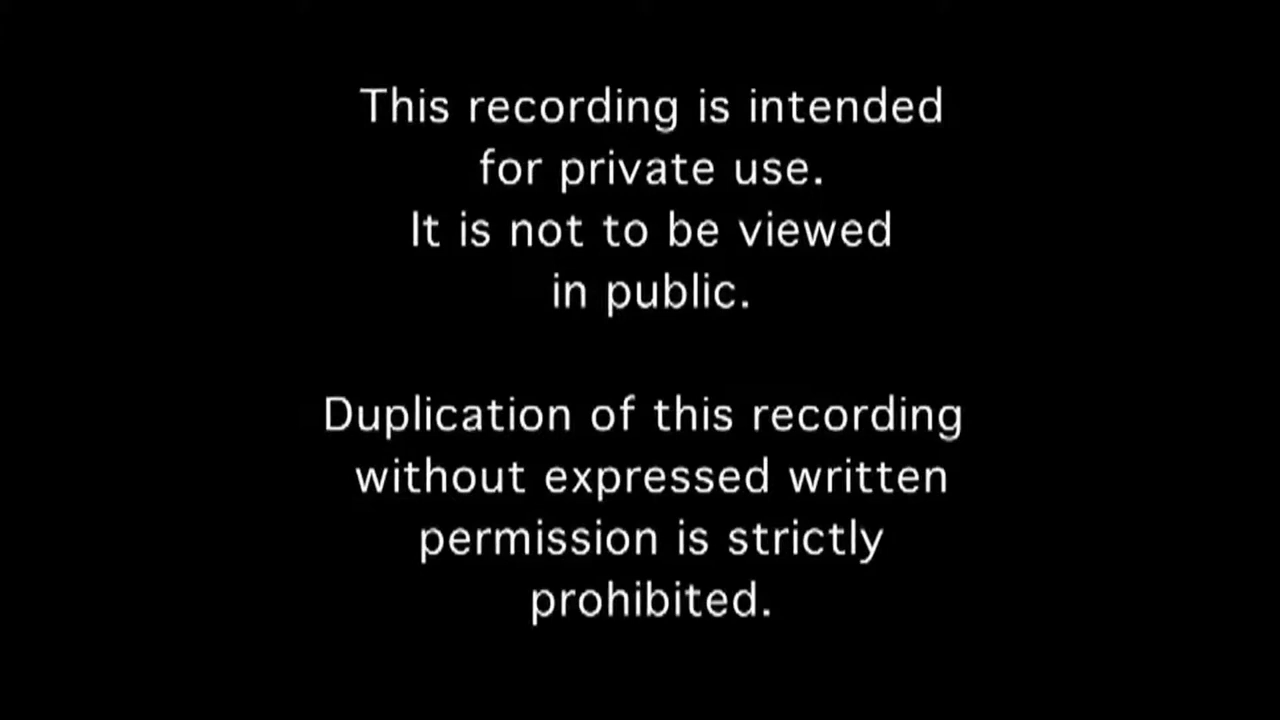 This recording is intended
for private use.
It is not to be viewed
in public.
Duplication of this recording
without expressed written
permission is strictly
prohibited.